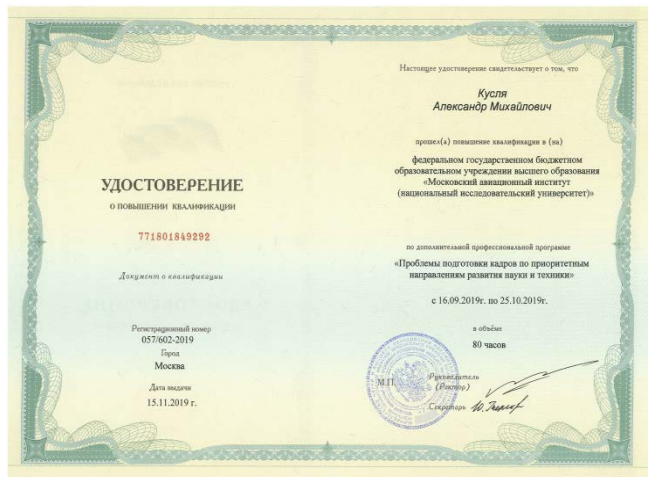 УДОСТОВЕРЕНИЕ
О ПОВЫШЕНИИ КВАЛИФИКАЦИИ
771801849292
Документ о квалификации
Регистрационный номер
057/602-2019
Город
Москва
Дата выдачи
15.11.2019 г.
Настоящее удостоверение свидетельствует о том, что
Кусля
Александр Михайлович
прошел(а) повышение квалификации в (на)
федеральном государственном бюджетном
образовательном учреждении высшего образования
«Московский авиационный институт
(национальный исследовательский университет)»
по дополнительной профессиональной программе
«Проблемы подготовки кадров по приоритетным
направлениям развития науки и техники»
с 16.09.2019г. по 25.10.2019г.
в объёме
80 часов
М.П.
Руководитель
(Ректор)
Секретарь